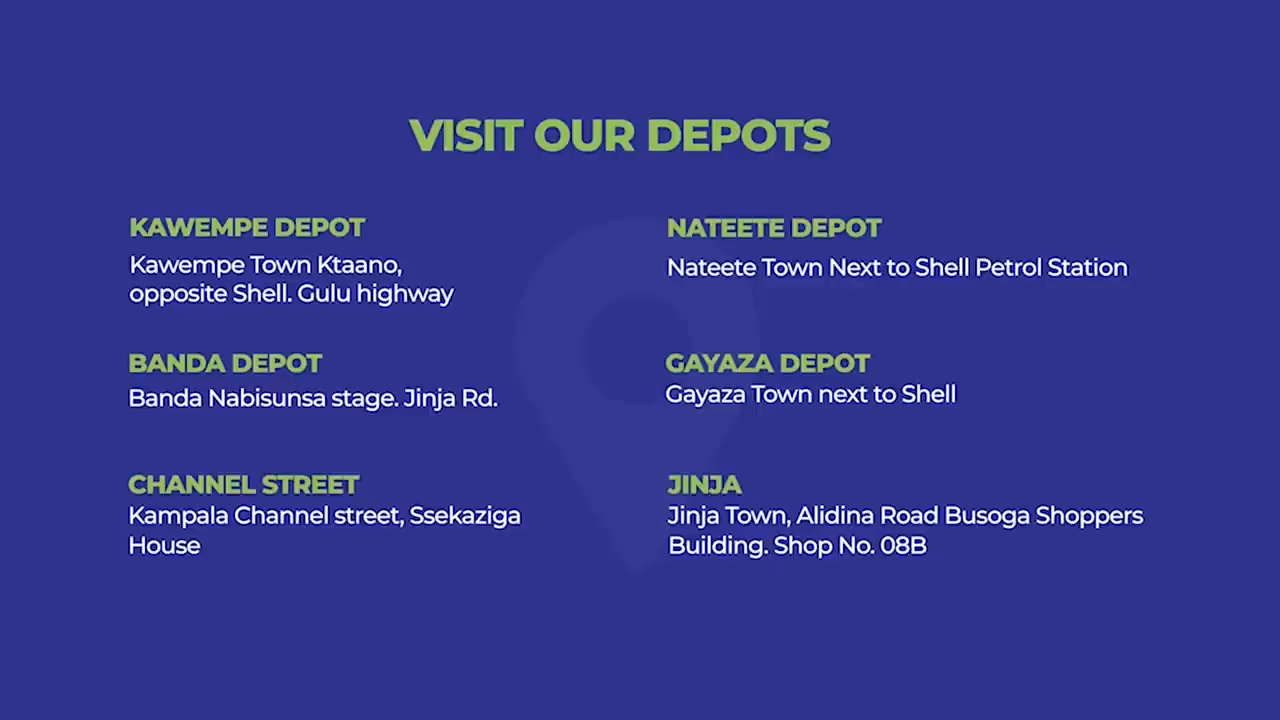 VISIT OUR DEPOTS
KAWEMPE DEPOT
Kawempe Town Ktaano,
opposite Shell. Gulu highway
NATEETE DEPOT
Nateete Town Next to Shell Petrol Station
BANDA DEPOT
Banda Nabisunsa stage. Jinja Rd.
GAYAZA DEPOT
Gayaza Town next to Shell
CHANNEL STREET
Kampala Channel street, Ssekaziga
House
JINJA
Jinja Town, Alidina Road Busoga Shoppers
Building. Shop No. 08B